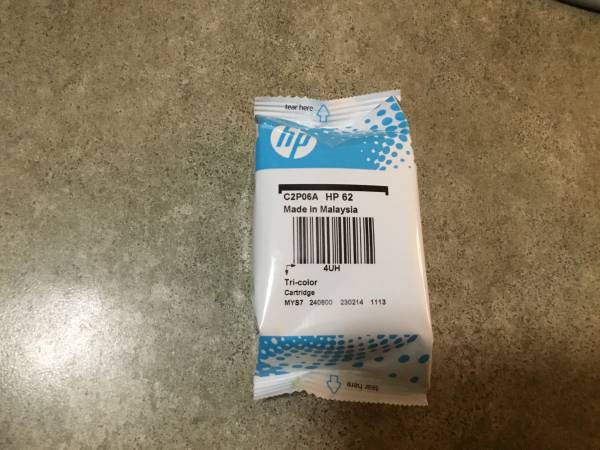 tear here
hp
C2P06A HP 62
Made in Malaysia
4UH
Tri-color
Cartridge
MYS7 240800 230214 1113
tear here